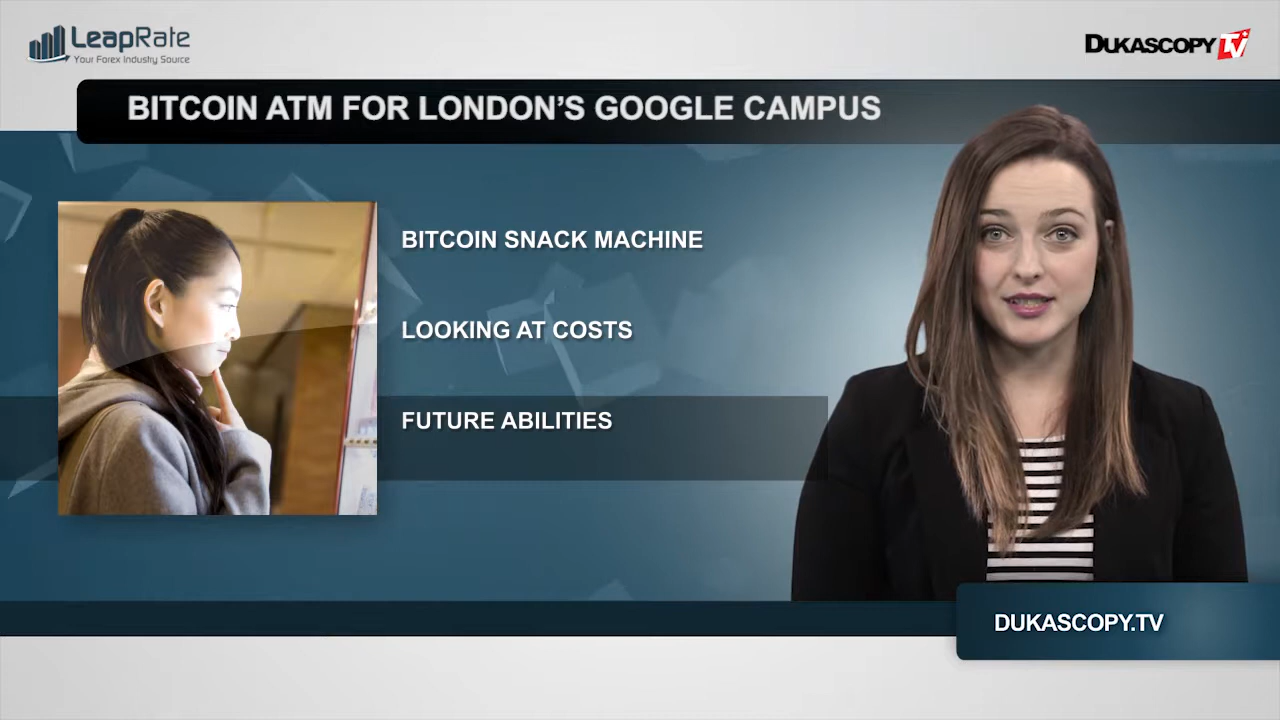 LeapRate
Your Forex Industry Source
DUKASCOPY TV
BITCOIN ATM FOR LONDON'S GOOGLE CAMPUS
BITCOIN SNACK MACHINE
LOOKING AT COSTS
FUTURE ABILITIES
DUKASCOPY.TV